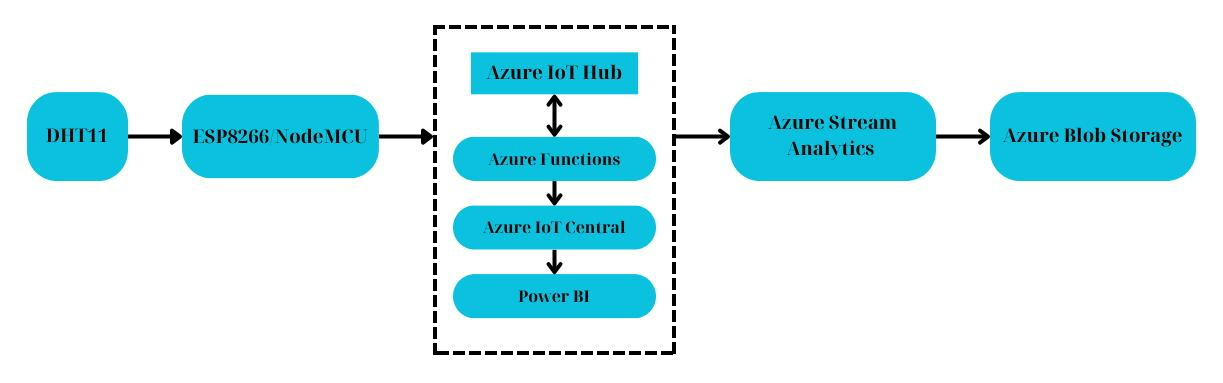 DHT11
ESP8266/NodeMCU
Azure IoT Hub
Azure Functions
Azure IoT Central
Power BI
Azure Stream
Analytics
Azure Blob Storage